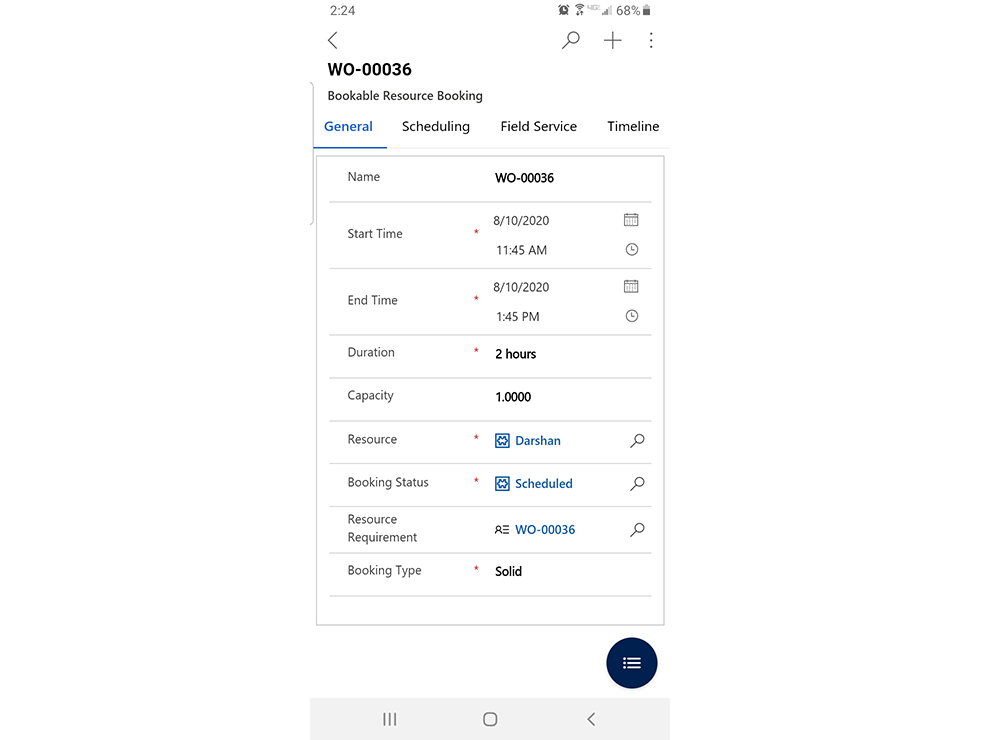 2:24 4G 68%
WO-00036
Bookable Resource Booking
General Scheduling Field Service Timeline
Name WO-00036
Start Time * 8/10/2020
11:45 AM
End Time * 8/10/2020
1:45 PM
Duration * 2 hours
Capacity 1.0000
Resource * Darshan
Booking Status * Scheduled
Resource
Requirement WO-00036
Booking Type * Solid